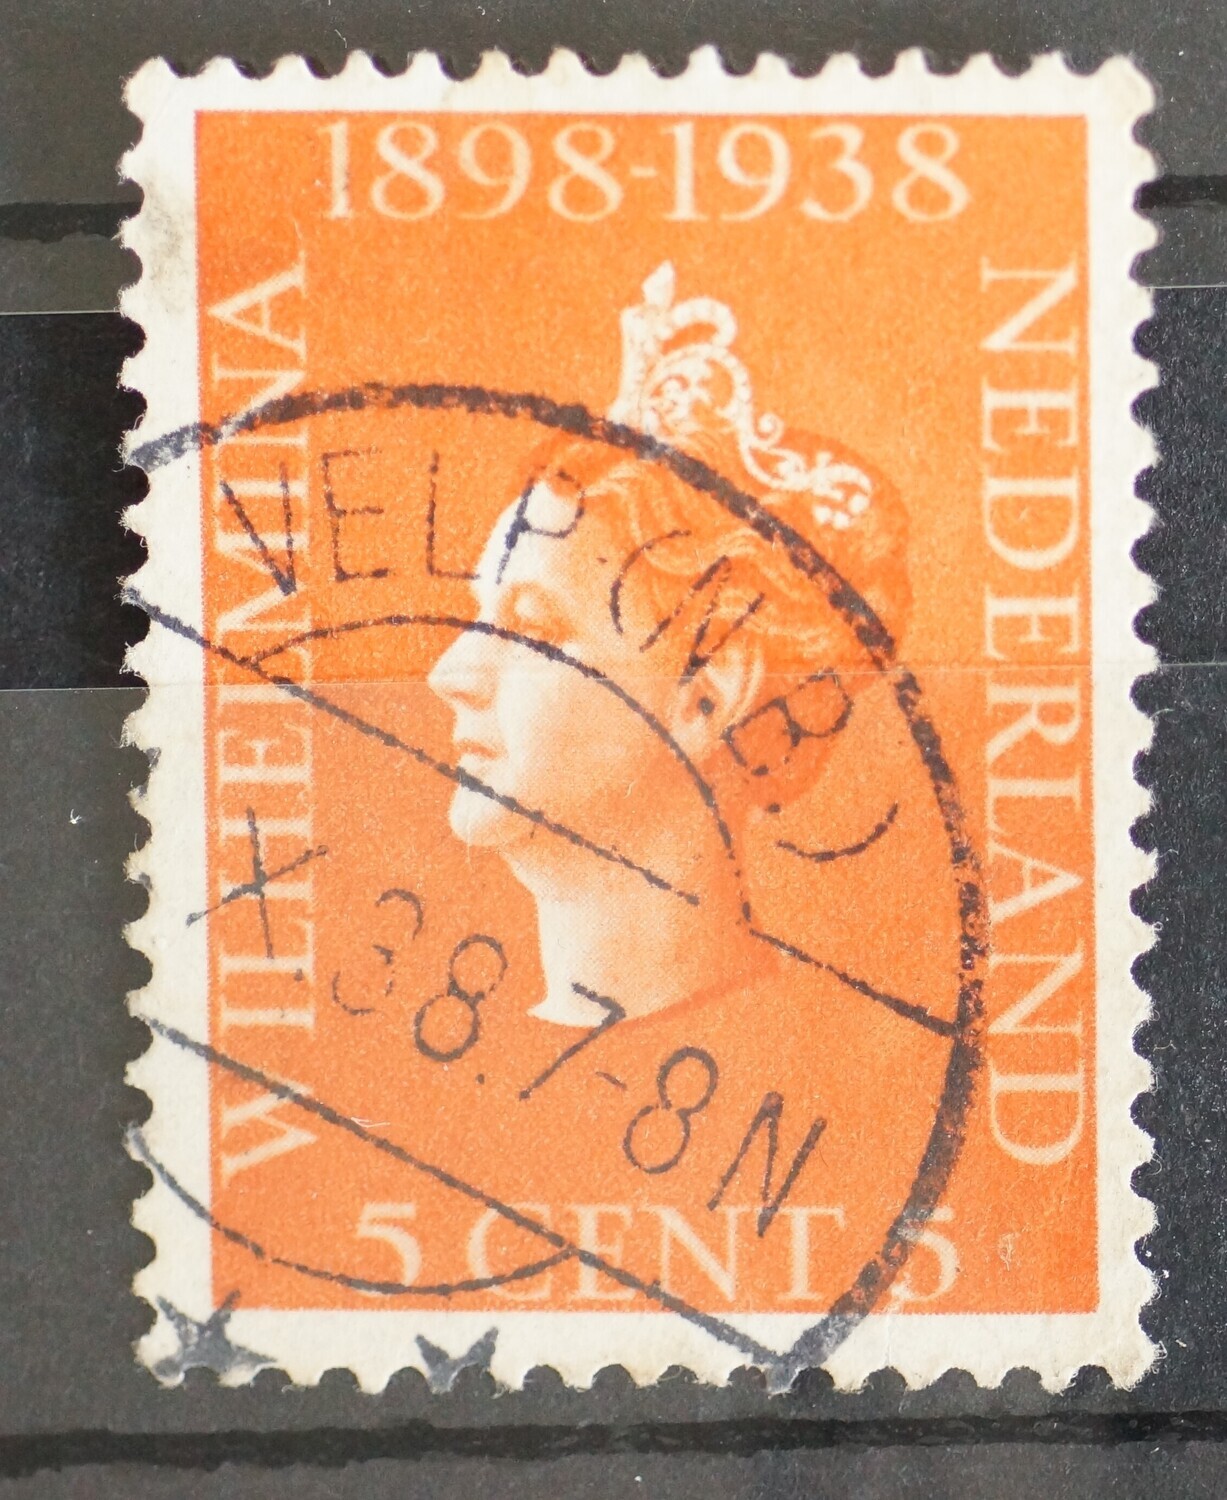 1898-1938
WILHELMINA
NEDERLAND
5 CENT 5
VELP.(N.B.)
X.38.7-8N